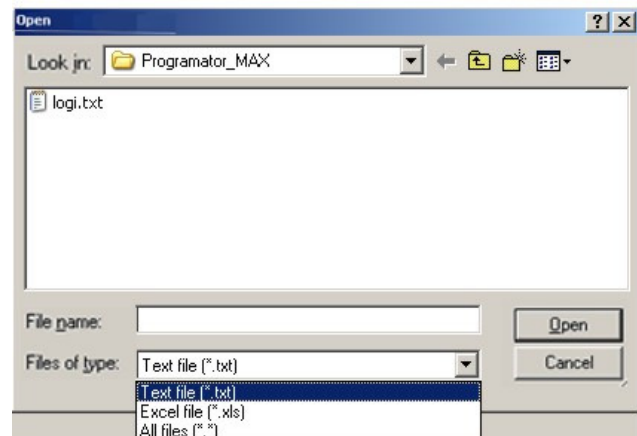 Open
Look in: Programator_MAX
logi.txt
File name: Open
Files of type: Text file (*.txt) Cancel
Text file (*.txt)
Excel file (*.xls)
All files (*.*)